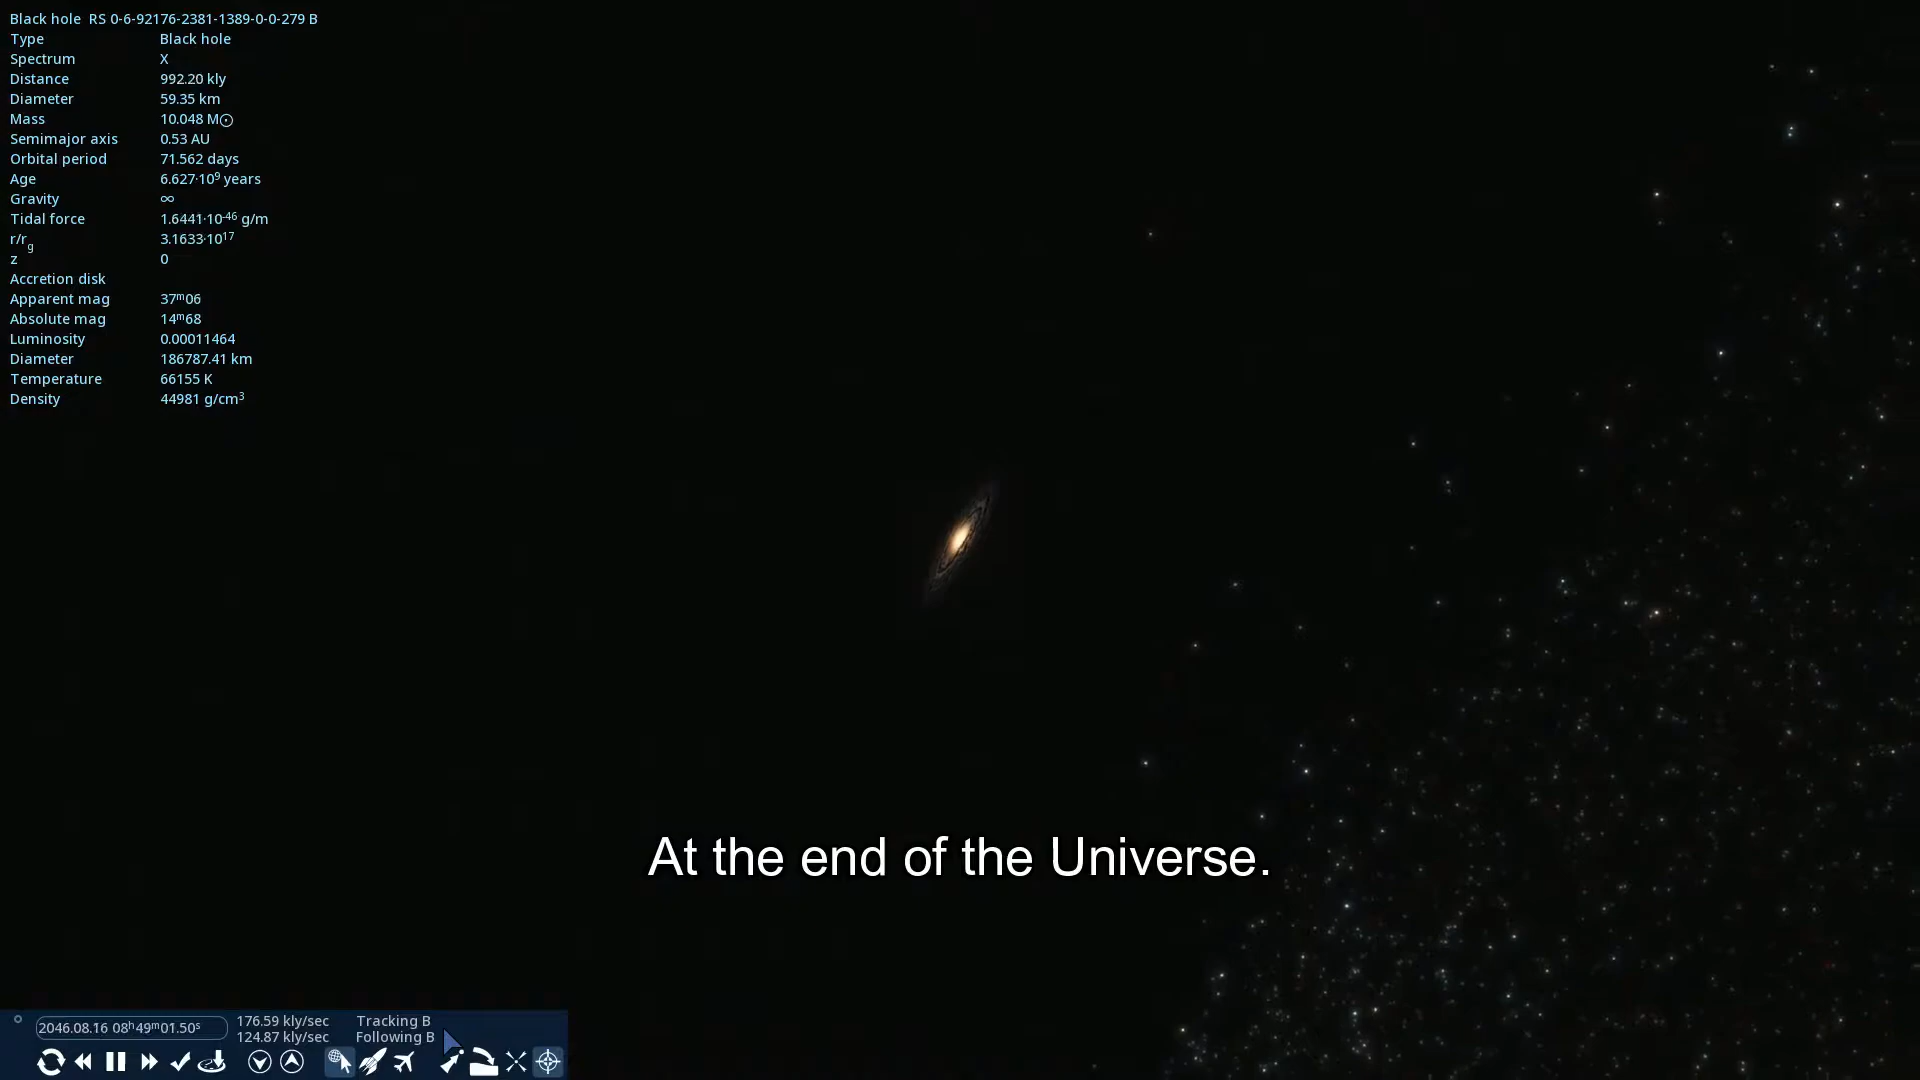 Black hole RS 0-6-92176-2381-1389-0-0-279 B
Type Black hole
Spectrum X
Distance 992.20 kly
Diameter 59.35 km
Mass 10.048 M☉
Semimajor axis 0.53 AU
Orbital period 71.562 days
Age 6.627·10⁹ years
Gravity ∞
Tidal force 1.6441·10⁻⁴⁶ g/m
r/rg 3.1633·10¹⁷
z 0
Accretion disk
Apparent mag 37ᵐ06
Absolute mag 14ᵐ68
Luminosity 0.00011464
Diameter 186787.41 km
Temperature 66155 K
Density 44981 g/cm³
At the end of the Universe.
2046.08.16 08ʰ49ᵐ01.50ˢ
176.59 kly/sec Tracking B
124.87 kly/sec Following B